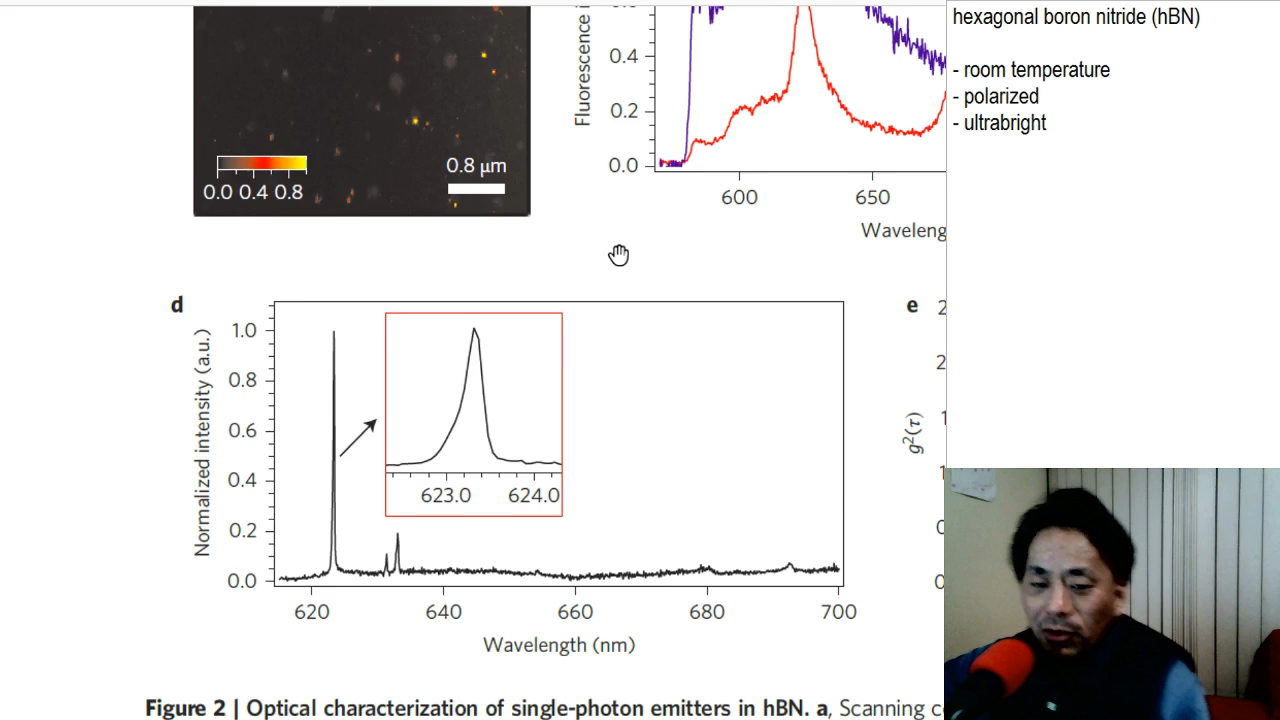 hexagonal boron nitride (hBN)
- room temperature
- polarized
- ultrabright
0.8 µm
0.0 0.4 0.8
Fluorescence
0.4
0.2
0.0
600 650
d
Normalized intensity (a.u.)
1.0
0.8
0.6
0.4
0.2
0.0
623.0 624.0
620 640 660 680 700
Wavelength (nm)
e
2
2
g²(τ)
Figure 2 | Optical characterization of single-photon emitters in hBN. a, Scanning